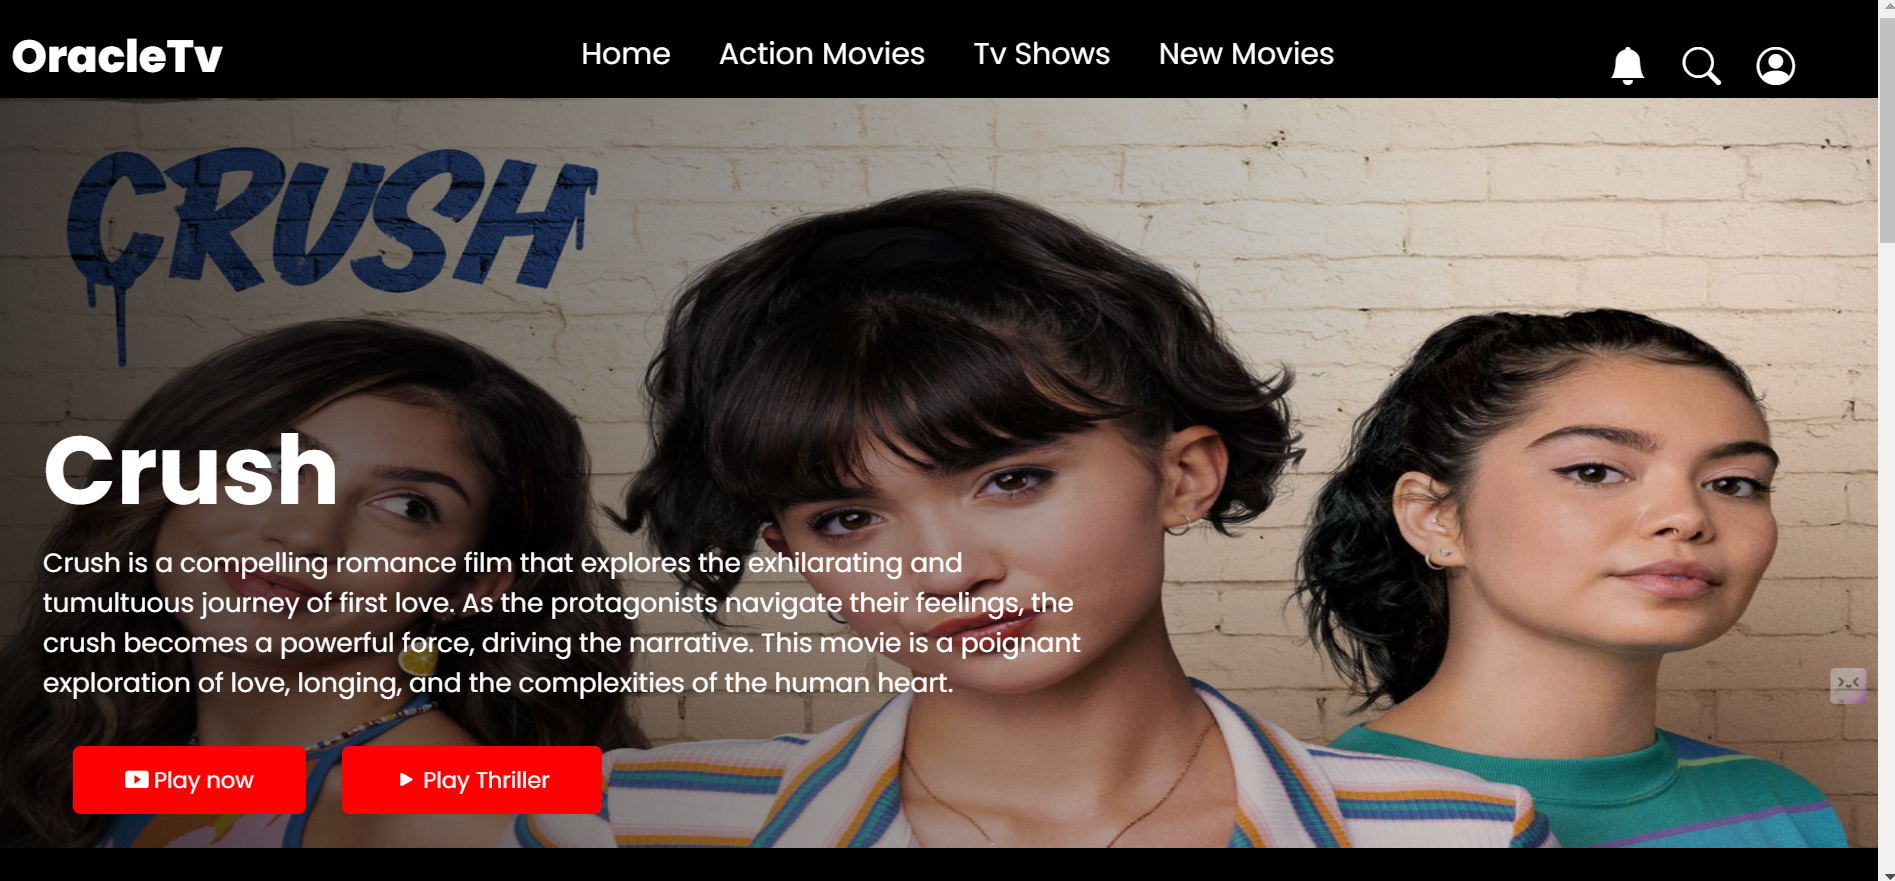 OracleTv
Home
Action Movies
Tv Shows
New Movies
CRUSH
Crush
Crush is a compelling romance film that explores the exhilarating and
tumultuous journey of first love. As the protagonists navigate their feelings, the
crush becomes a powerful force, driving the narrative. This movie is a poignant
exploration of love, longing, and the complexities of the human heart.
Play now
Play Thriller